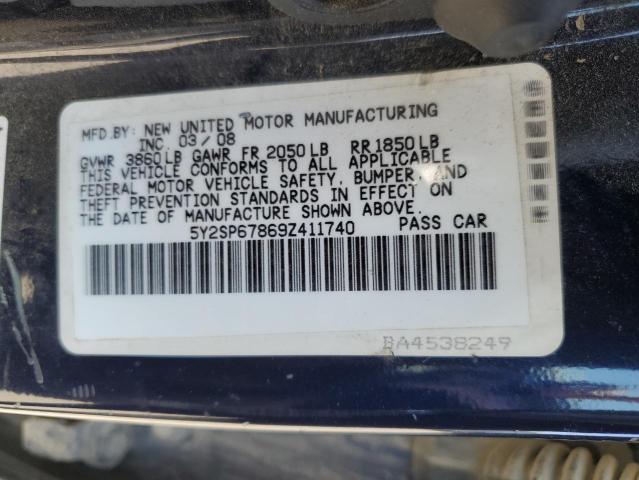 MFD.BY: NEW UNITED MOTOR MANUFACTURING
INC. 03/08
GVWR 3860LB GAWR FR 2050LB RR1850LB
THIS VEHICLE CONFORMS TO ALL APPLICABLE
FEDERAL MOTOR VEHICLE SAFETY, BUMPER, AND
THEFT PREVENTION STANDARDS IN EFFECT ON
THE DATE OF MANUFACTURE SHOWN ABOVE.
5Y2SP67869Z411740 PASS CAR
BA4538249